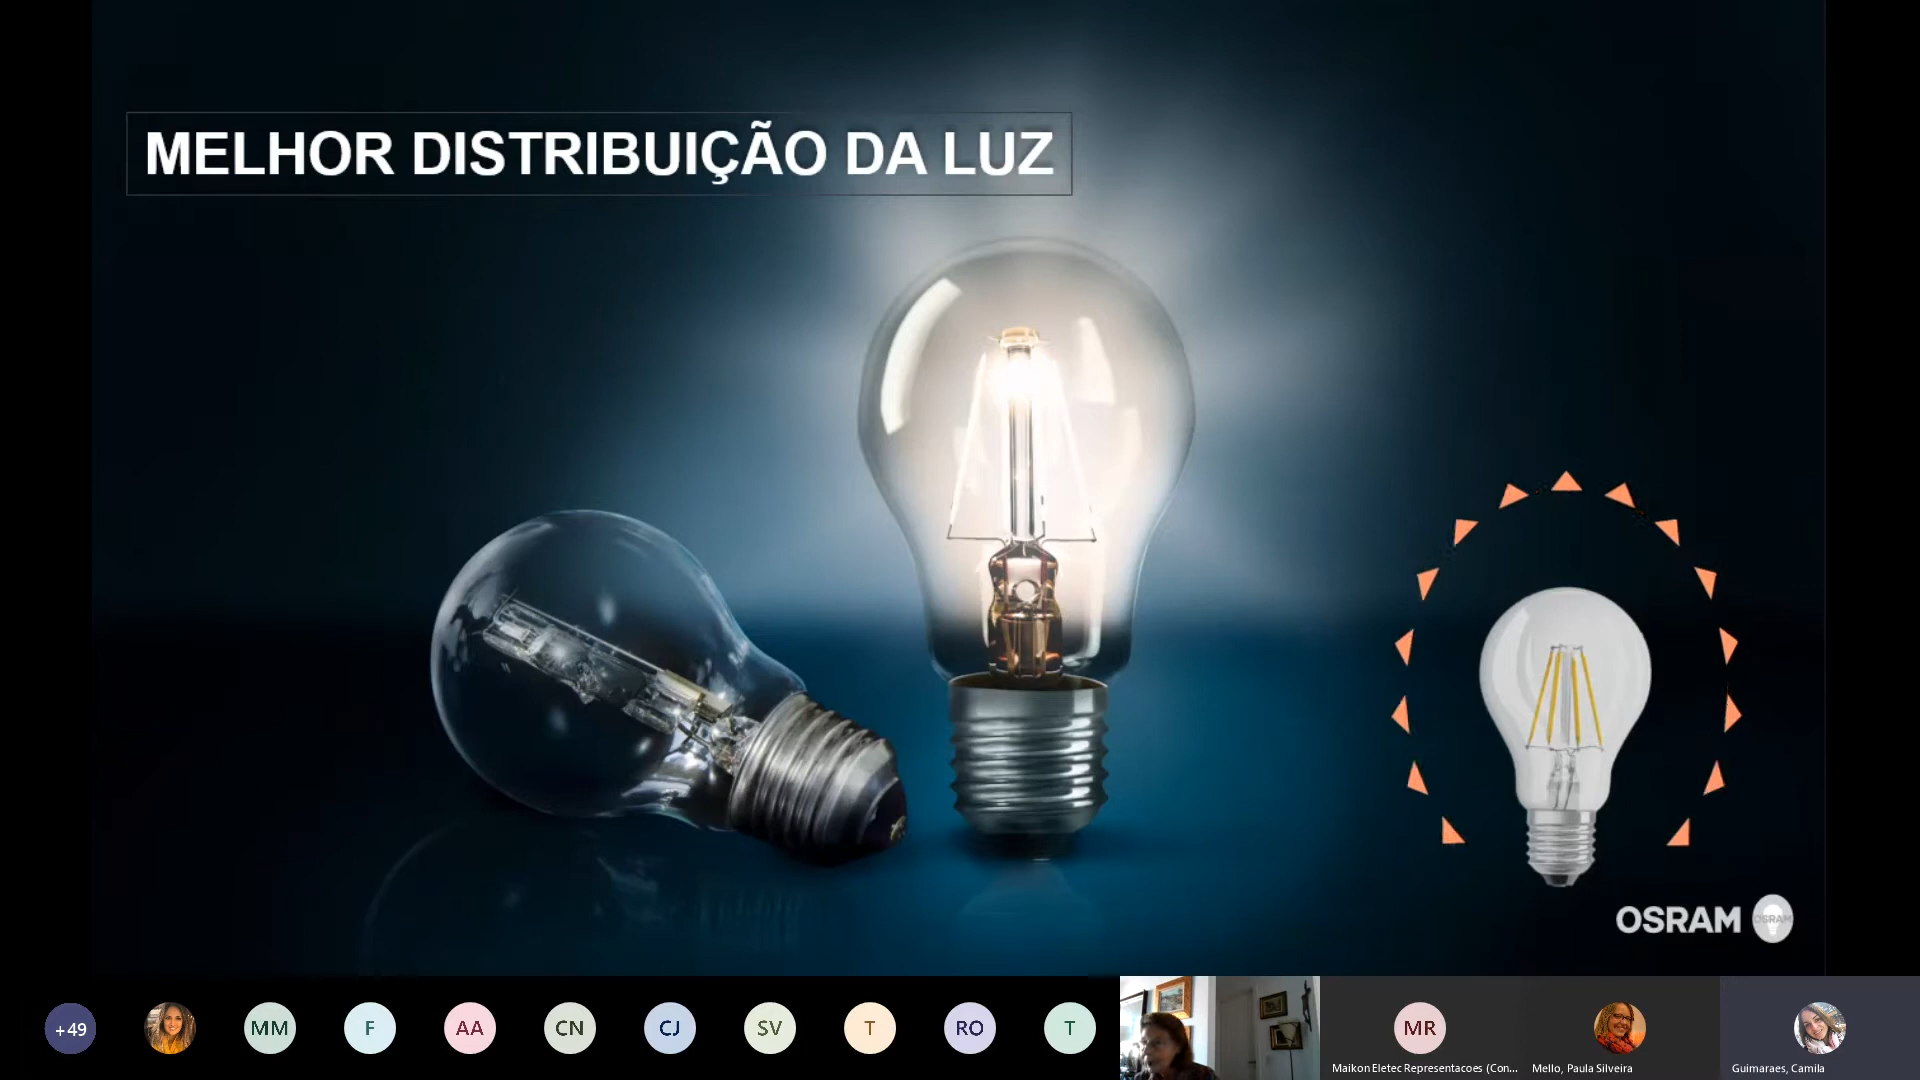 MELHOR DISTRIBUIÇÃO DA LUZ
OSRAM
OSRAM
+49
MM
F
AA
CN
CJ
SV
T
RO
T
MR
Maikon Eletec Representacoes (Con...
Mello, Paula Silveira
Guimaraes, Camila